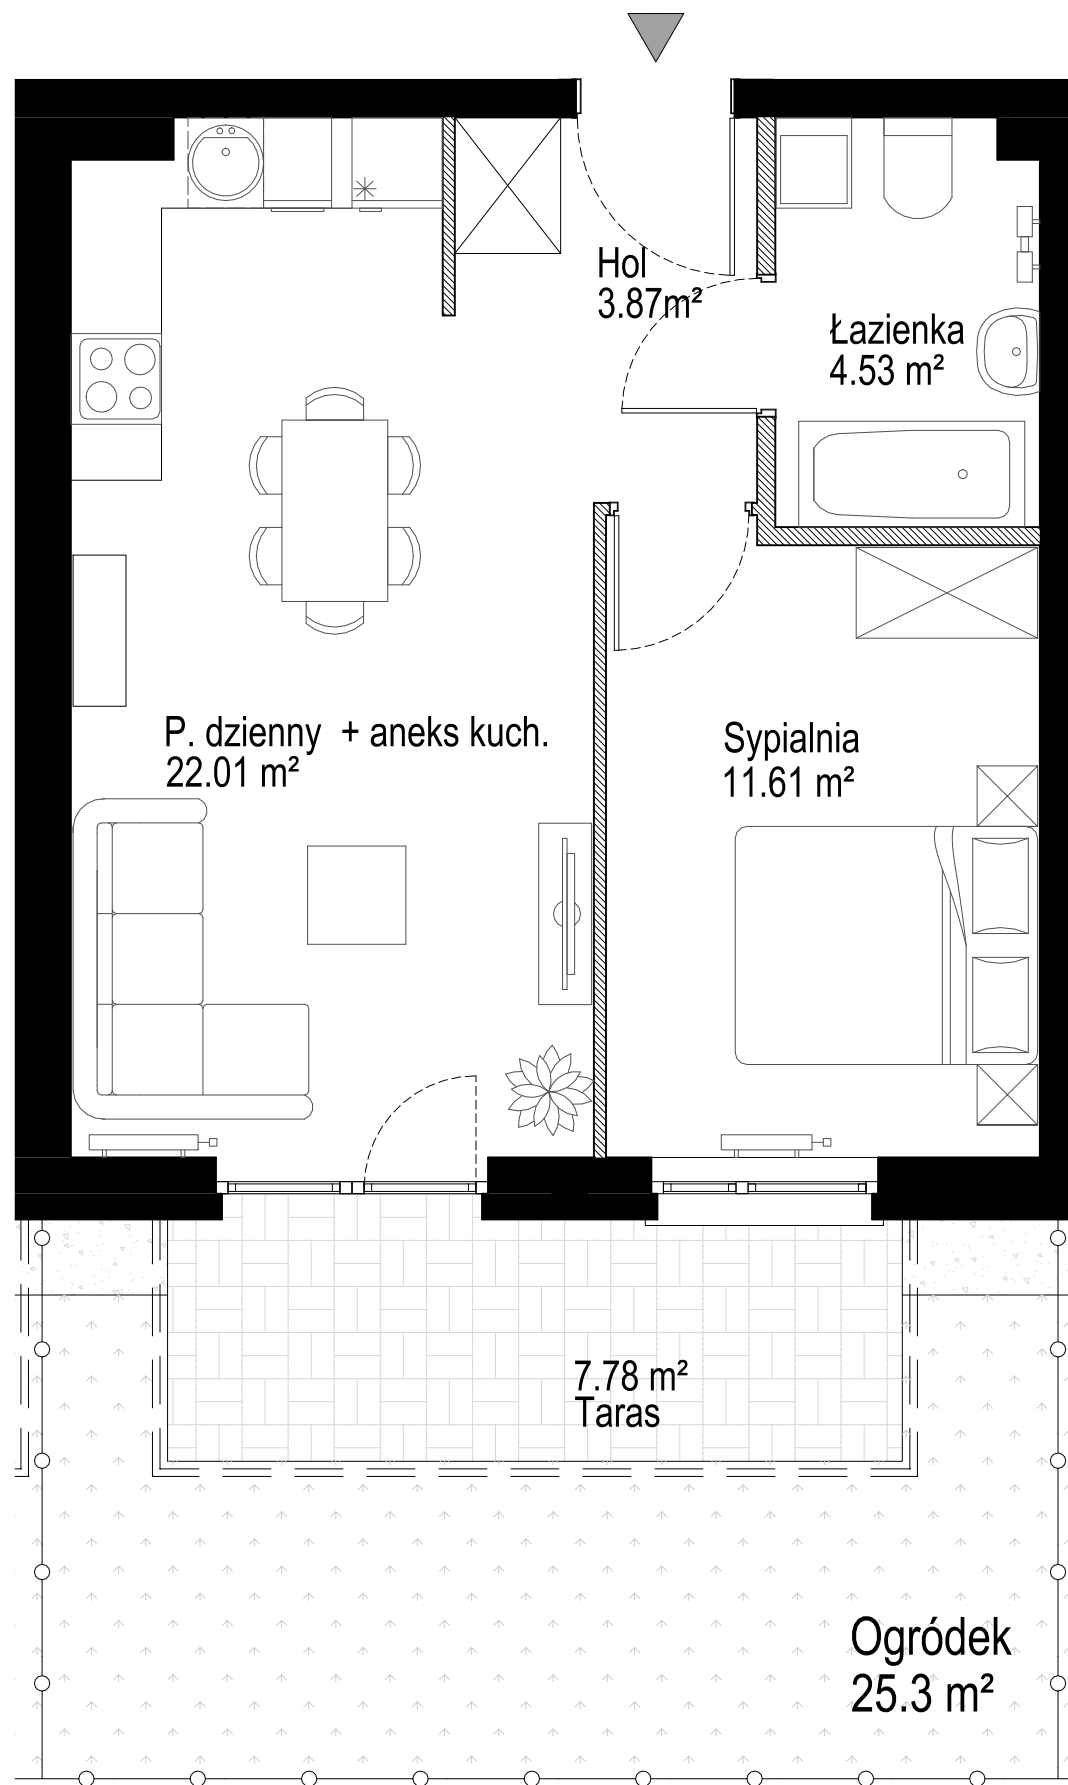 Hol
3.87m²
Łazienka
4.53 m²
P. dzienny + aneks kuch.
22.01 m²
Sypialnia
11.61 m²
7.78 m²
Taras
Ogródek
25.3 m²